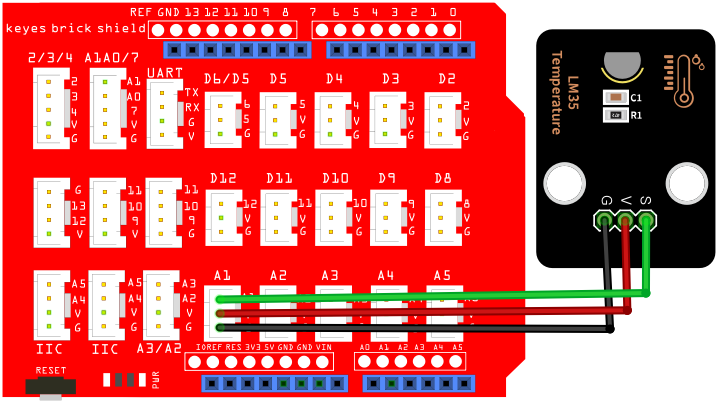 REF GND 13 12 11 10 9 8 7 6 5 4 3 2 1 0
keyes brick shield
2/3/4 A1A0/7 UART D6/D5 D5 D4 D3 D2
2 3 4 V G
A1 A0 7 V G
TX RX G V
6 5 V G
5 V G
4 V G
3 V G
2 V G
D12 D11 D10 D9 D8
G 13 12 V
11 10 9 V
11 10 9 G
12 V G
11 V G
10 V G
9 V G
8 V G
A1 A2 A3 A4 A5
A5 A4 V G
A5 A4 V G
A3 A2 V G
IIC IIC A3/A2
IOREF RES 3V3 5V GND GND VIN A0 A1 A2 A3 A4 A5
RESET
PWR
LM35
Temperature
C1
R1
G V S